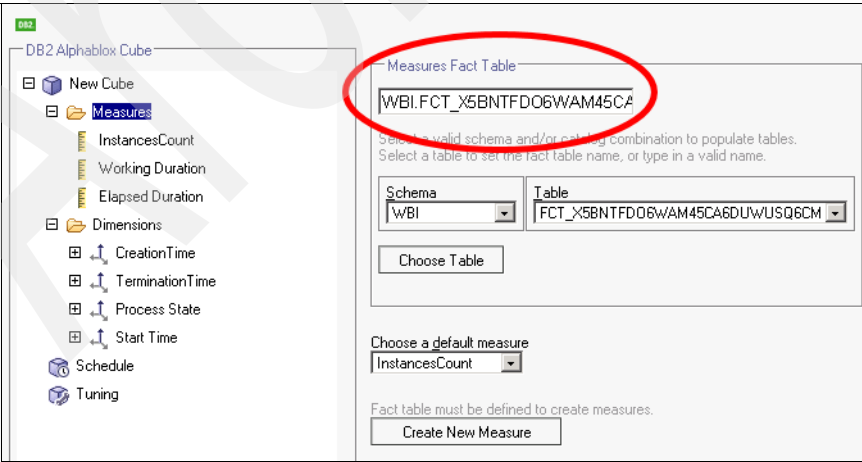 DB2
DB2 Alphablox Cube
New Cube
Measures
InstancesCount
Working Duration
Elapsed Duration
Dimensions
CreationTime
TerminationTime
Process State
Start Time
Schedule
Tuning
Measures Fact Table
WBI.FCT_X5BNTFDO6WAM45CA
Select a valid schema and/or catalog combination to populate tables.
Select a table to set the fact table name, or type in a valid name.
Schema
WBI
Table
FCT_X5BNTFDO6WAM45CA6DUWUSQ6CM
Choose Table
Choose a default measure
InstancesCount
Fact table must be defined to create measures.
Create New Measure